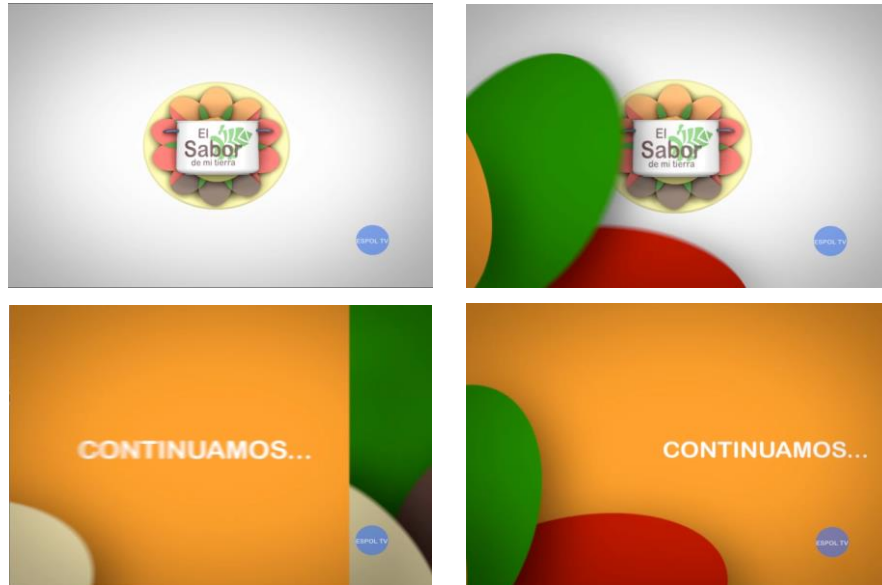 El
Sabor
de mi tierra
ESPOL TV
El
Sabor
de mi tierra
ESPOL TV
CONTINUAMOS...
ESPOL TV
CONTINUAMOS...
ESPOL TV